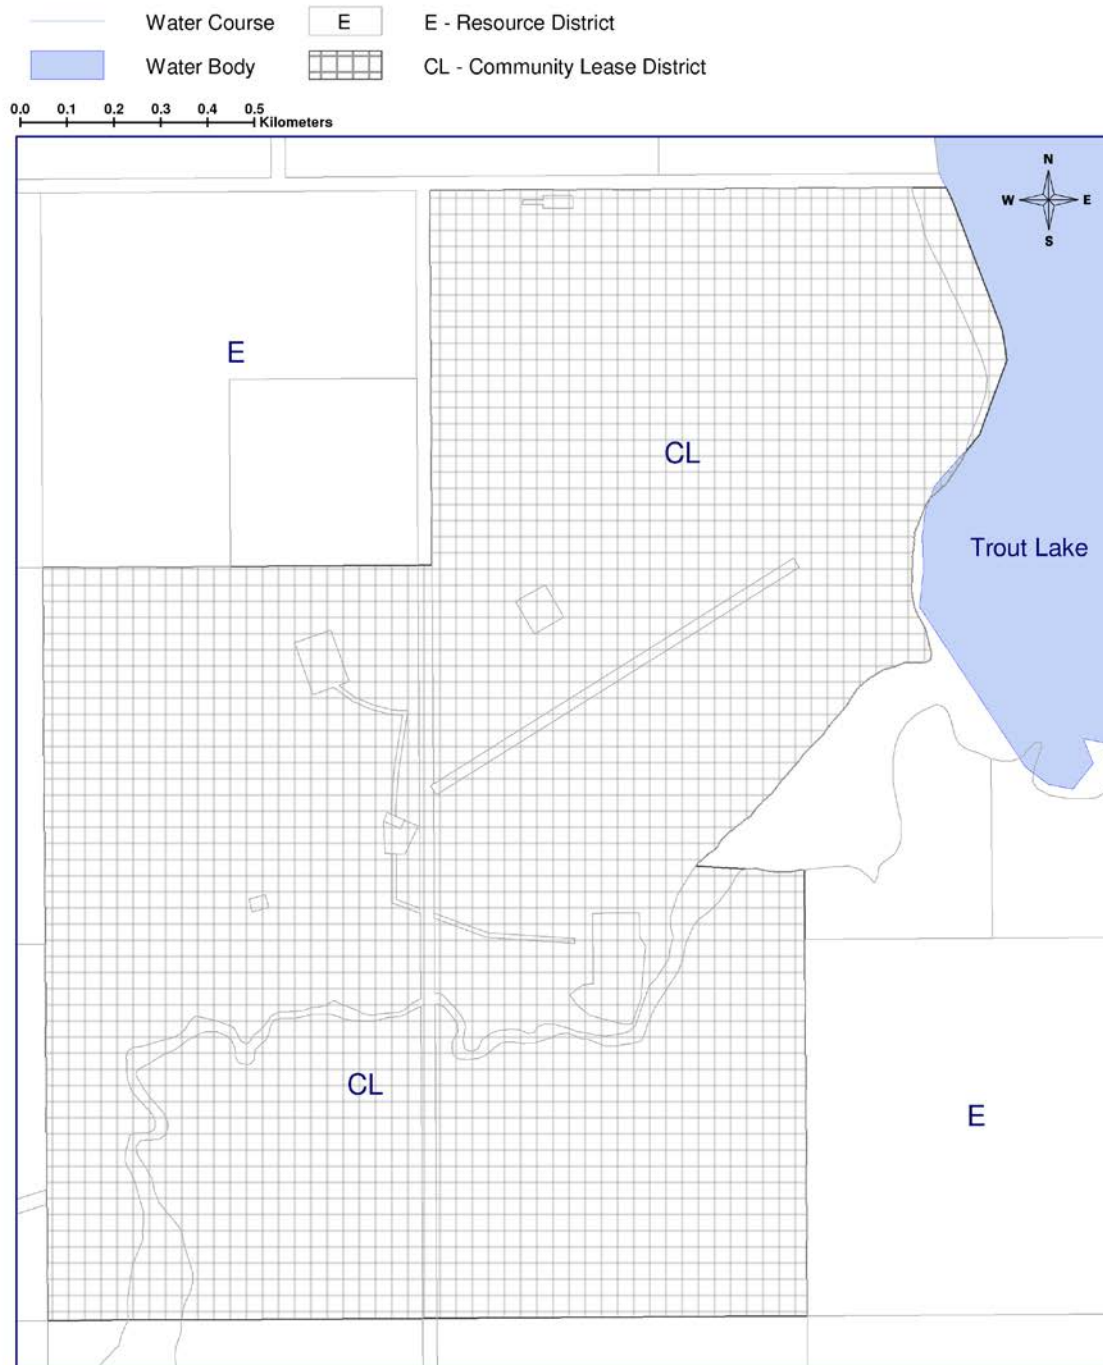 Water Course
E
E - Resource District
Water Body
CL - Community Lease District
0.0 0.1 0.2 0.3 0.4 0.5
Kilometers
N
W E
S
E
CL
Trout Lake
CL
E